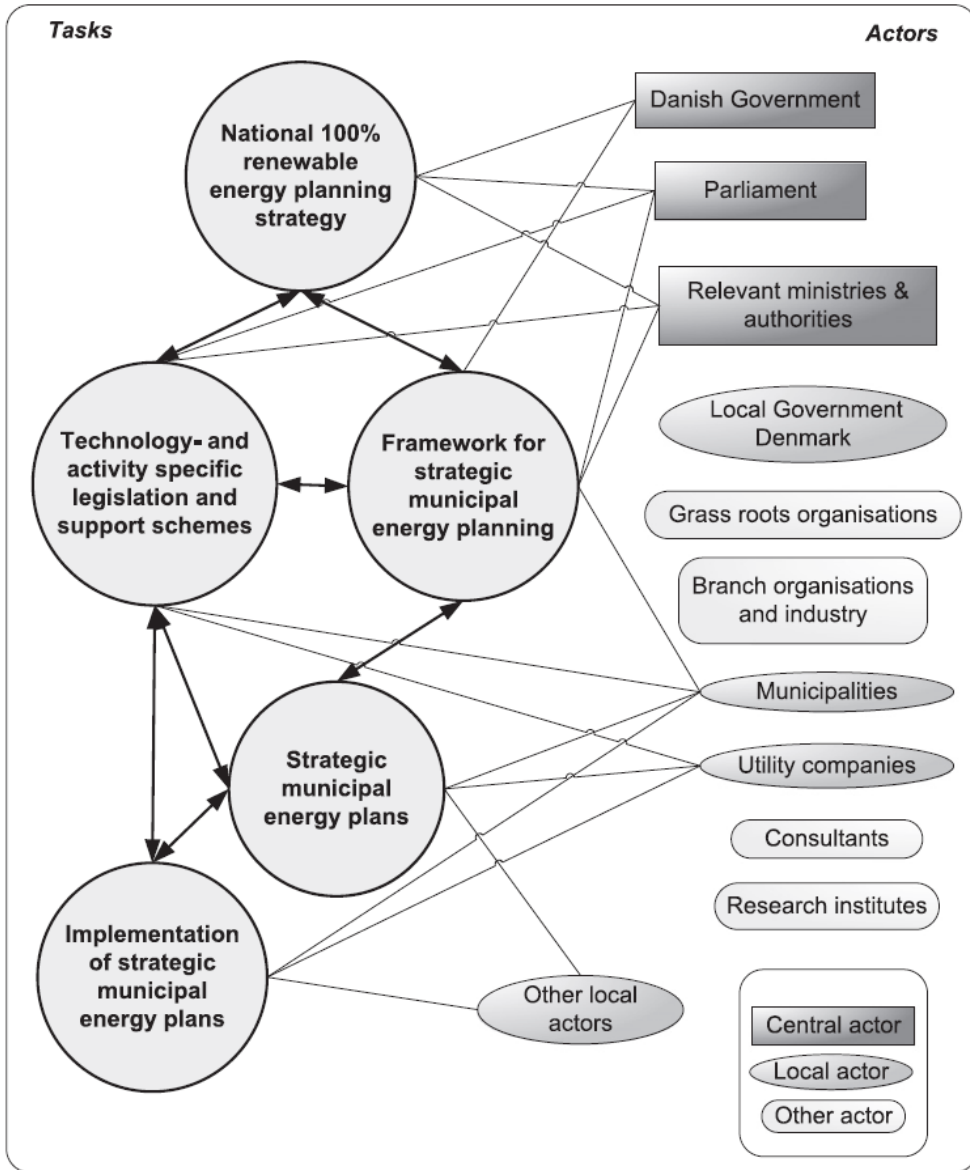 Tasks
Actors
National 100%
renewable
energy planning
strategy
Danish Government
Parliament
Relevant ministries &
authorities
Technology- and
activity specific
legislation and
support schemes
Framework for
strategic
municipal
energy planning
Local Government
Denmark
Grass roots organisations
Branch organisations
and industry
Municipalities
Strategic
municipal
energy plans
Utility companies
Consultants
Research institutes
Implementation
of strategic
municipal
energy plans
Other local
actors
Central actor
Local actor
Other actor